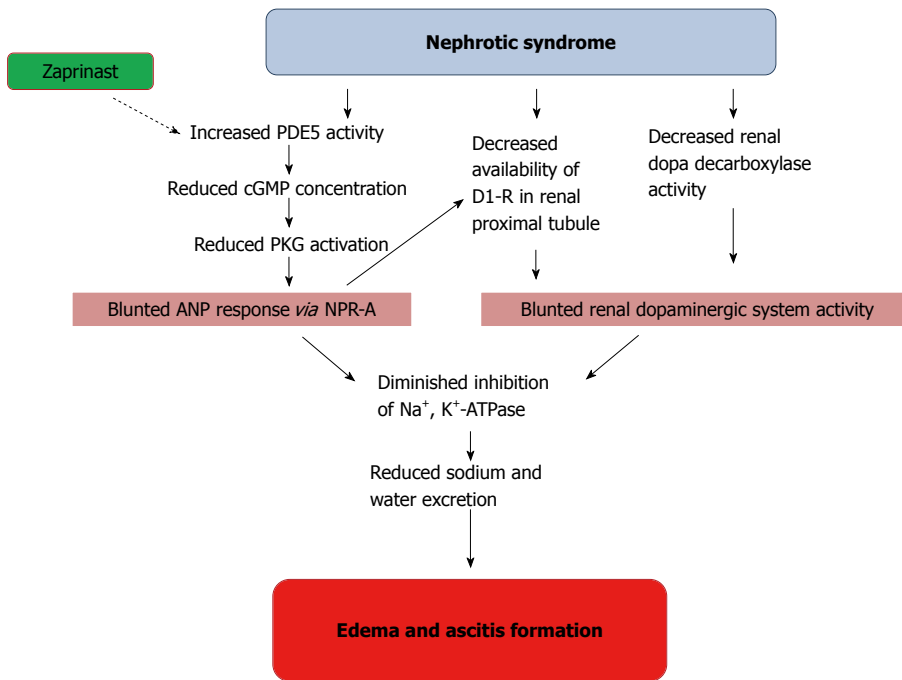 Nephrotic syndrome
Zaprinast
Increased PDE5 activity
Reduced cGMP concentration
Reduced PKG activation
Decreased
availability of
D1-R in renal
proximal tubule
Decreased renal
dopa decarboxylase
activity
Blunted ANP response via NPR-A
Blunted renal dopaminergic system activity
Diminished inhibition
of Na⁺, K⁺-ATPase
Reduced sodium and
water excretion
Edema and ascitis formation